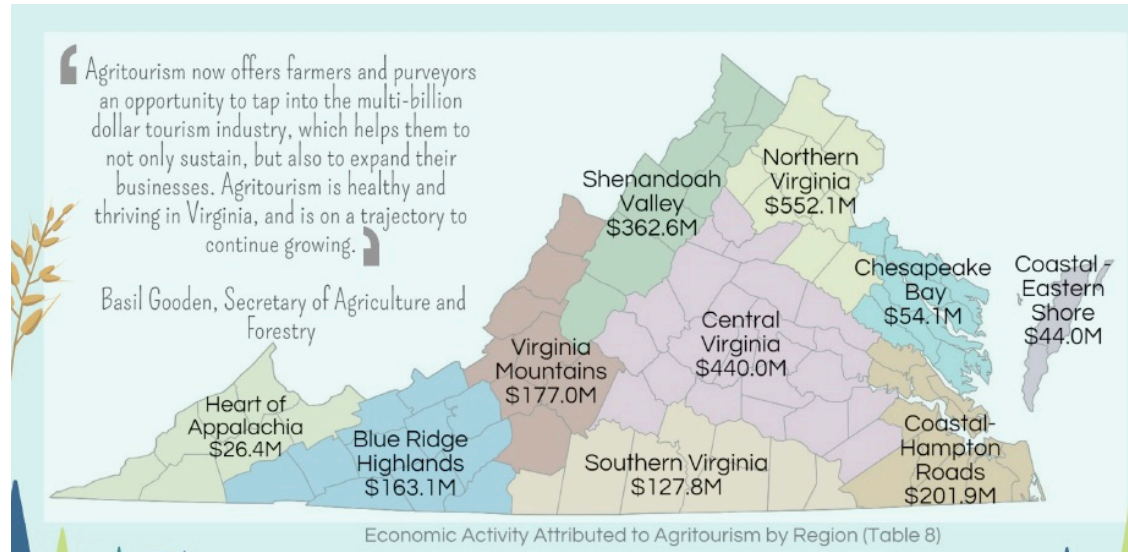 Agritourism now offers farmers and purveyors
an opportunity to tap into the multi-billion
dollar tourism industry, which helps them to
not only sustain, but also to expand their
businesses. Agritourism is healthy and
thriving in Virginia, and is on a trajectory to
continue growing.
Basil Gooden, Secretary of Agriculture and
Forestry
Northern
Virginia
$552.1M
Shenandoah
Valley
$362.6M
Chesapeake
Bay
$54.1M
Coastal -
Eastern
Shore
$44.0M
Central
Virginia
$440.0M
Virginia
Mountains
$177.0M
Heart of
Appalachia
$26.4M
Blue Ridge
Highlands
$163.1M
Southern Virginia
$127.8M
Coastal-
Hampton
Roads
$201.9M
Economic Activity Attributed to Agritourism by Region (Table 8)